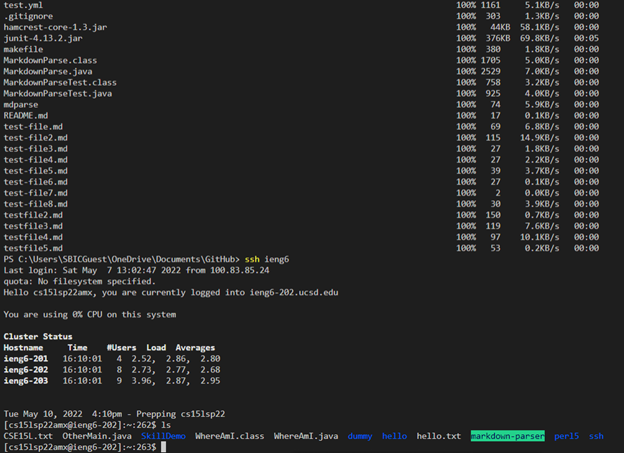 test.yml 100% 1161 5.1KB/s 00:00
.gitignore 100% 303 1.3KB/s 00:00
hamcrest-core-1.3.jar 100% 44KB 58.1KB/s 00:00
junit-4.13.2.jar 100% 376KB 69.8KB/s 00:05
makefile 100% 380 1.8KB/s 00:00
MarkdownParse.class 100% 1705 5.0KB/s 00:00
MarkdownParse.java 100% 2529 7.0KB/s 00:00
MarkdownParseTest.class 100% 758 3.2KB/s 00:00
MarkdownParseTest.java 100% 925 4.0KB/s 00:00
mdparse 100% 74 5.9KB/s 00:00
README.md 100% 17 0.1KB/s 00:00
test-file.md 100% 69 6.8KB/s 00:00
test-file2.md 100% 115 14.9KB/s 00:00
test-file3.md 100% 27 1.8KB/s 00:00
test-file4.md 100% 27 2.2KB/s 00:00
test-file5.md 100% 39 3.7KB/s 00:00
test-file6.md 100% 27 0.1KB/s 00:00
test-file7.md 100% 2 0.0KB/s 00:00
test-file8.md 100% 30 3.9KB/s 00:00
testfile2.md 100% 150 0.7KB/s 00:00
testfile3.md 100% 119 7.6KB/s 00:00
testfile4.md 100% 97 10.1KB/s 00:00
testfile5.md 100% 53 0.2KB/s 00:00
PS C:\Users\SBICGuest\OneDrive\Documents\GitHub> ssh ieng6
Last login: Sat May  7 13:02:47 2022 from 100.83.85.24
quota: No filesystem specified.
Hello cs15lsp22amx, you are currently logged into ieng6-202.ucsd.edu
You are using 0% CPU on this system
Cluster Status
Hostname Time #Users Load Averages
ieng6-201 16:10:01 4 2.52, 2.86, 2.80
ieng6-202 16:10:01 8 2.73, 2.77, 2.68
ieng6-203 16:10:01 9 3.96, 2.87, 2.95
Tue May 10, 2022  4:10pm - Prepping cs15lsp22
[cs15lsp22amx@ieng6-202]:~:262$ ls
CSE15L.txt OtherMain.java SkillDemo WhereAmI.class WhereAmI.java dummy hello hello.txt markdown-parser perl5 ssh
[cs15lsp22amx@ieng6-202]:~:263$